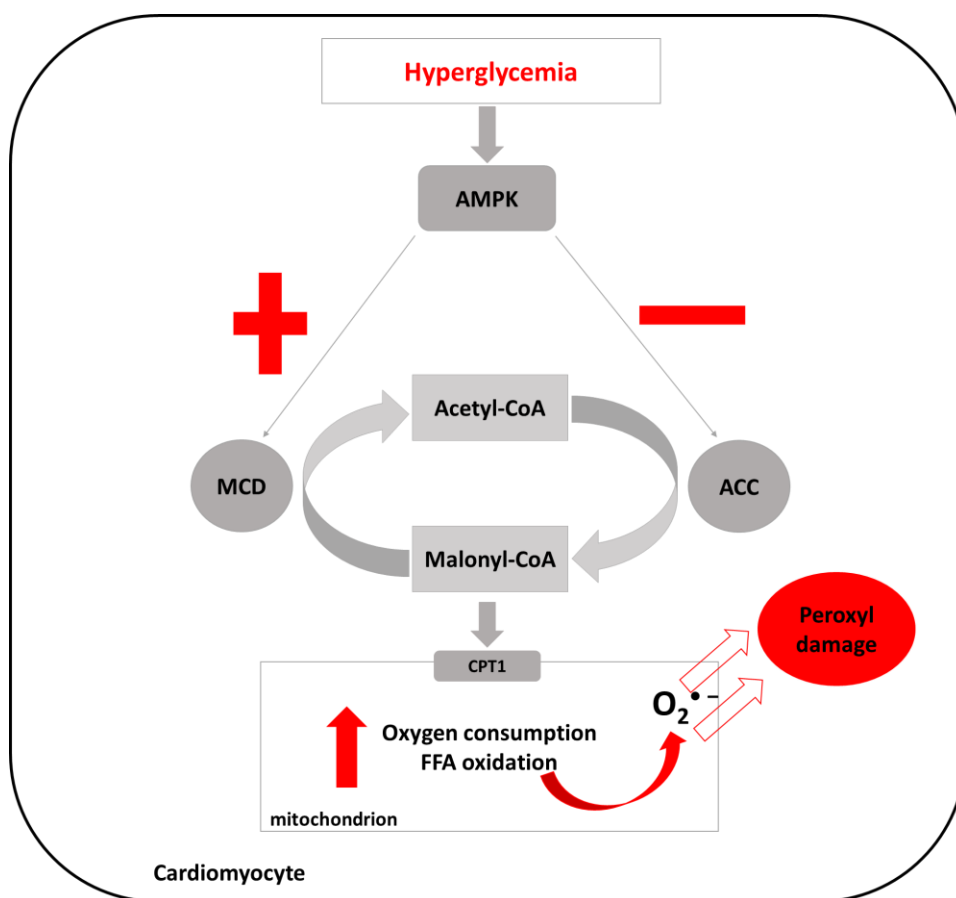 Hyperglycemia
AMPK
Acetyl-CoA
MCD
ACC
Malonyl-CoA
Peroxyl
damage
CPT1
O₂•−
Oxygen consumption
FFA oxidation
mitochondrion
Cardiomyocyte